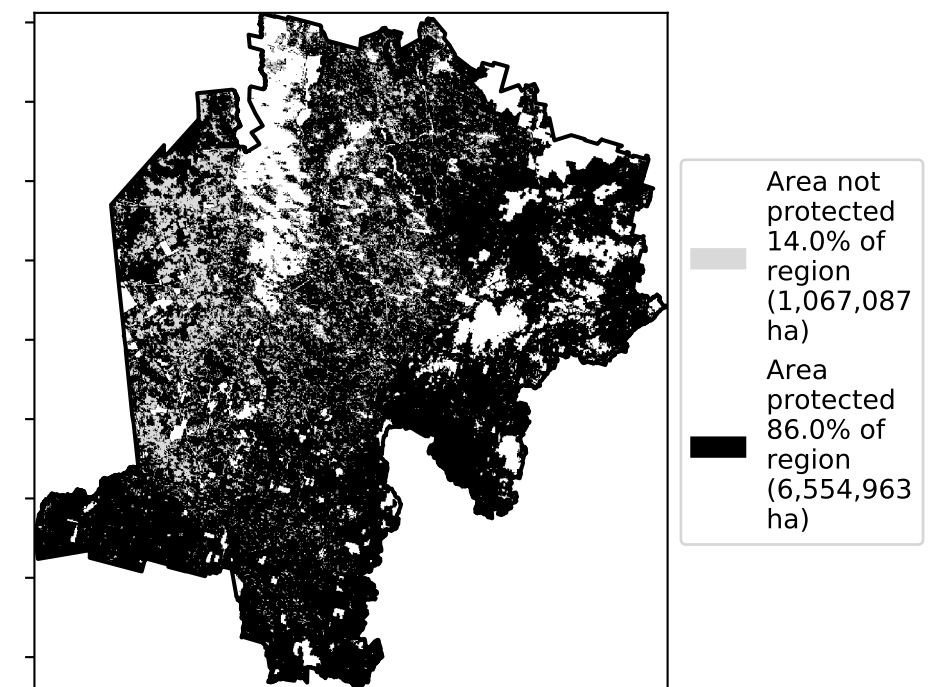 Area not
protected
14.0% of
region
(1,067,087
ha)
Area
protected
86.0% of
region
(6,554,963
ha)